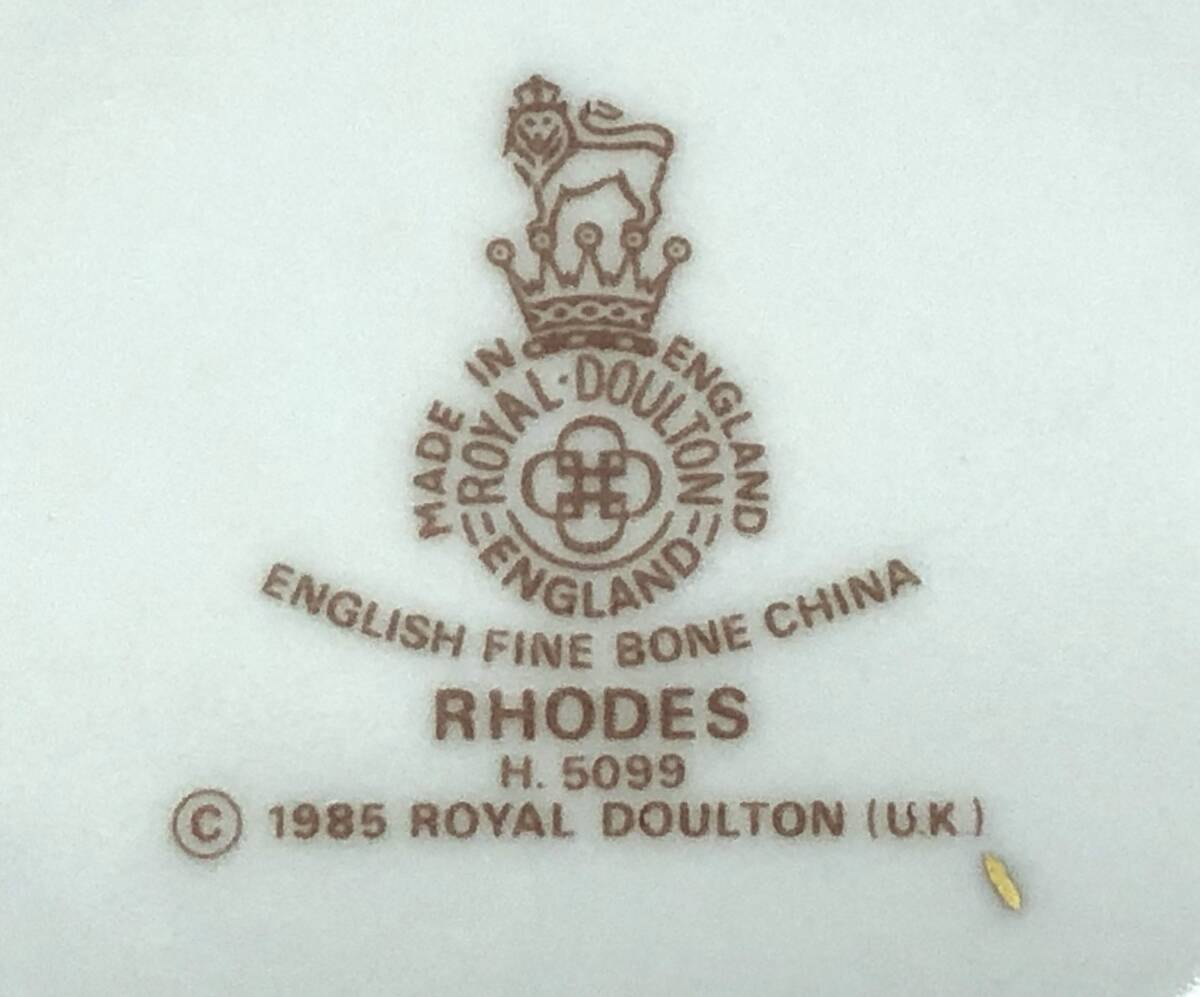 MADE IN ENGLAND
ROYAL·DOULTON
ENGLAND
ENGLISH FINE BONE CHINA
RHODES
H. 5099
© 1985 ROYAL DOULTON (U.K)